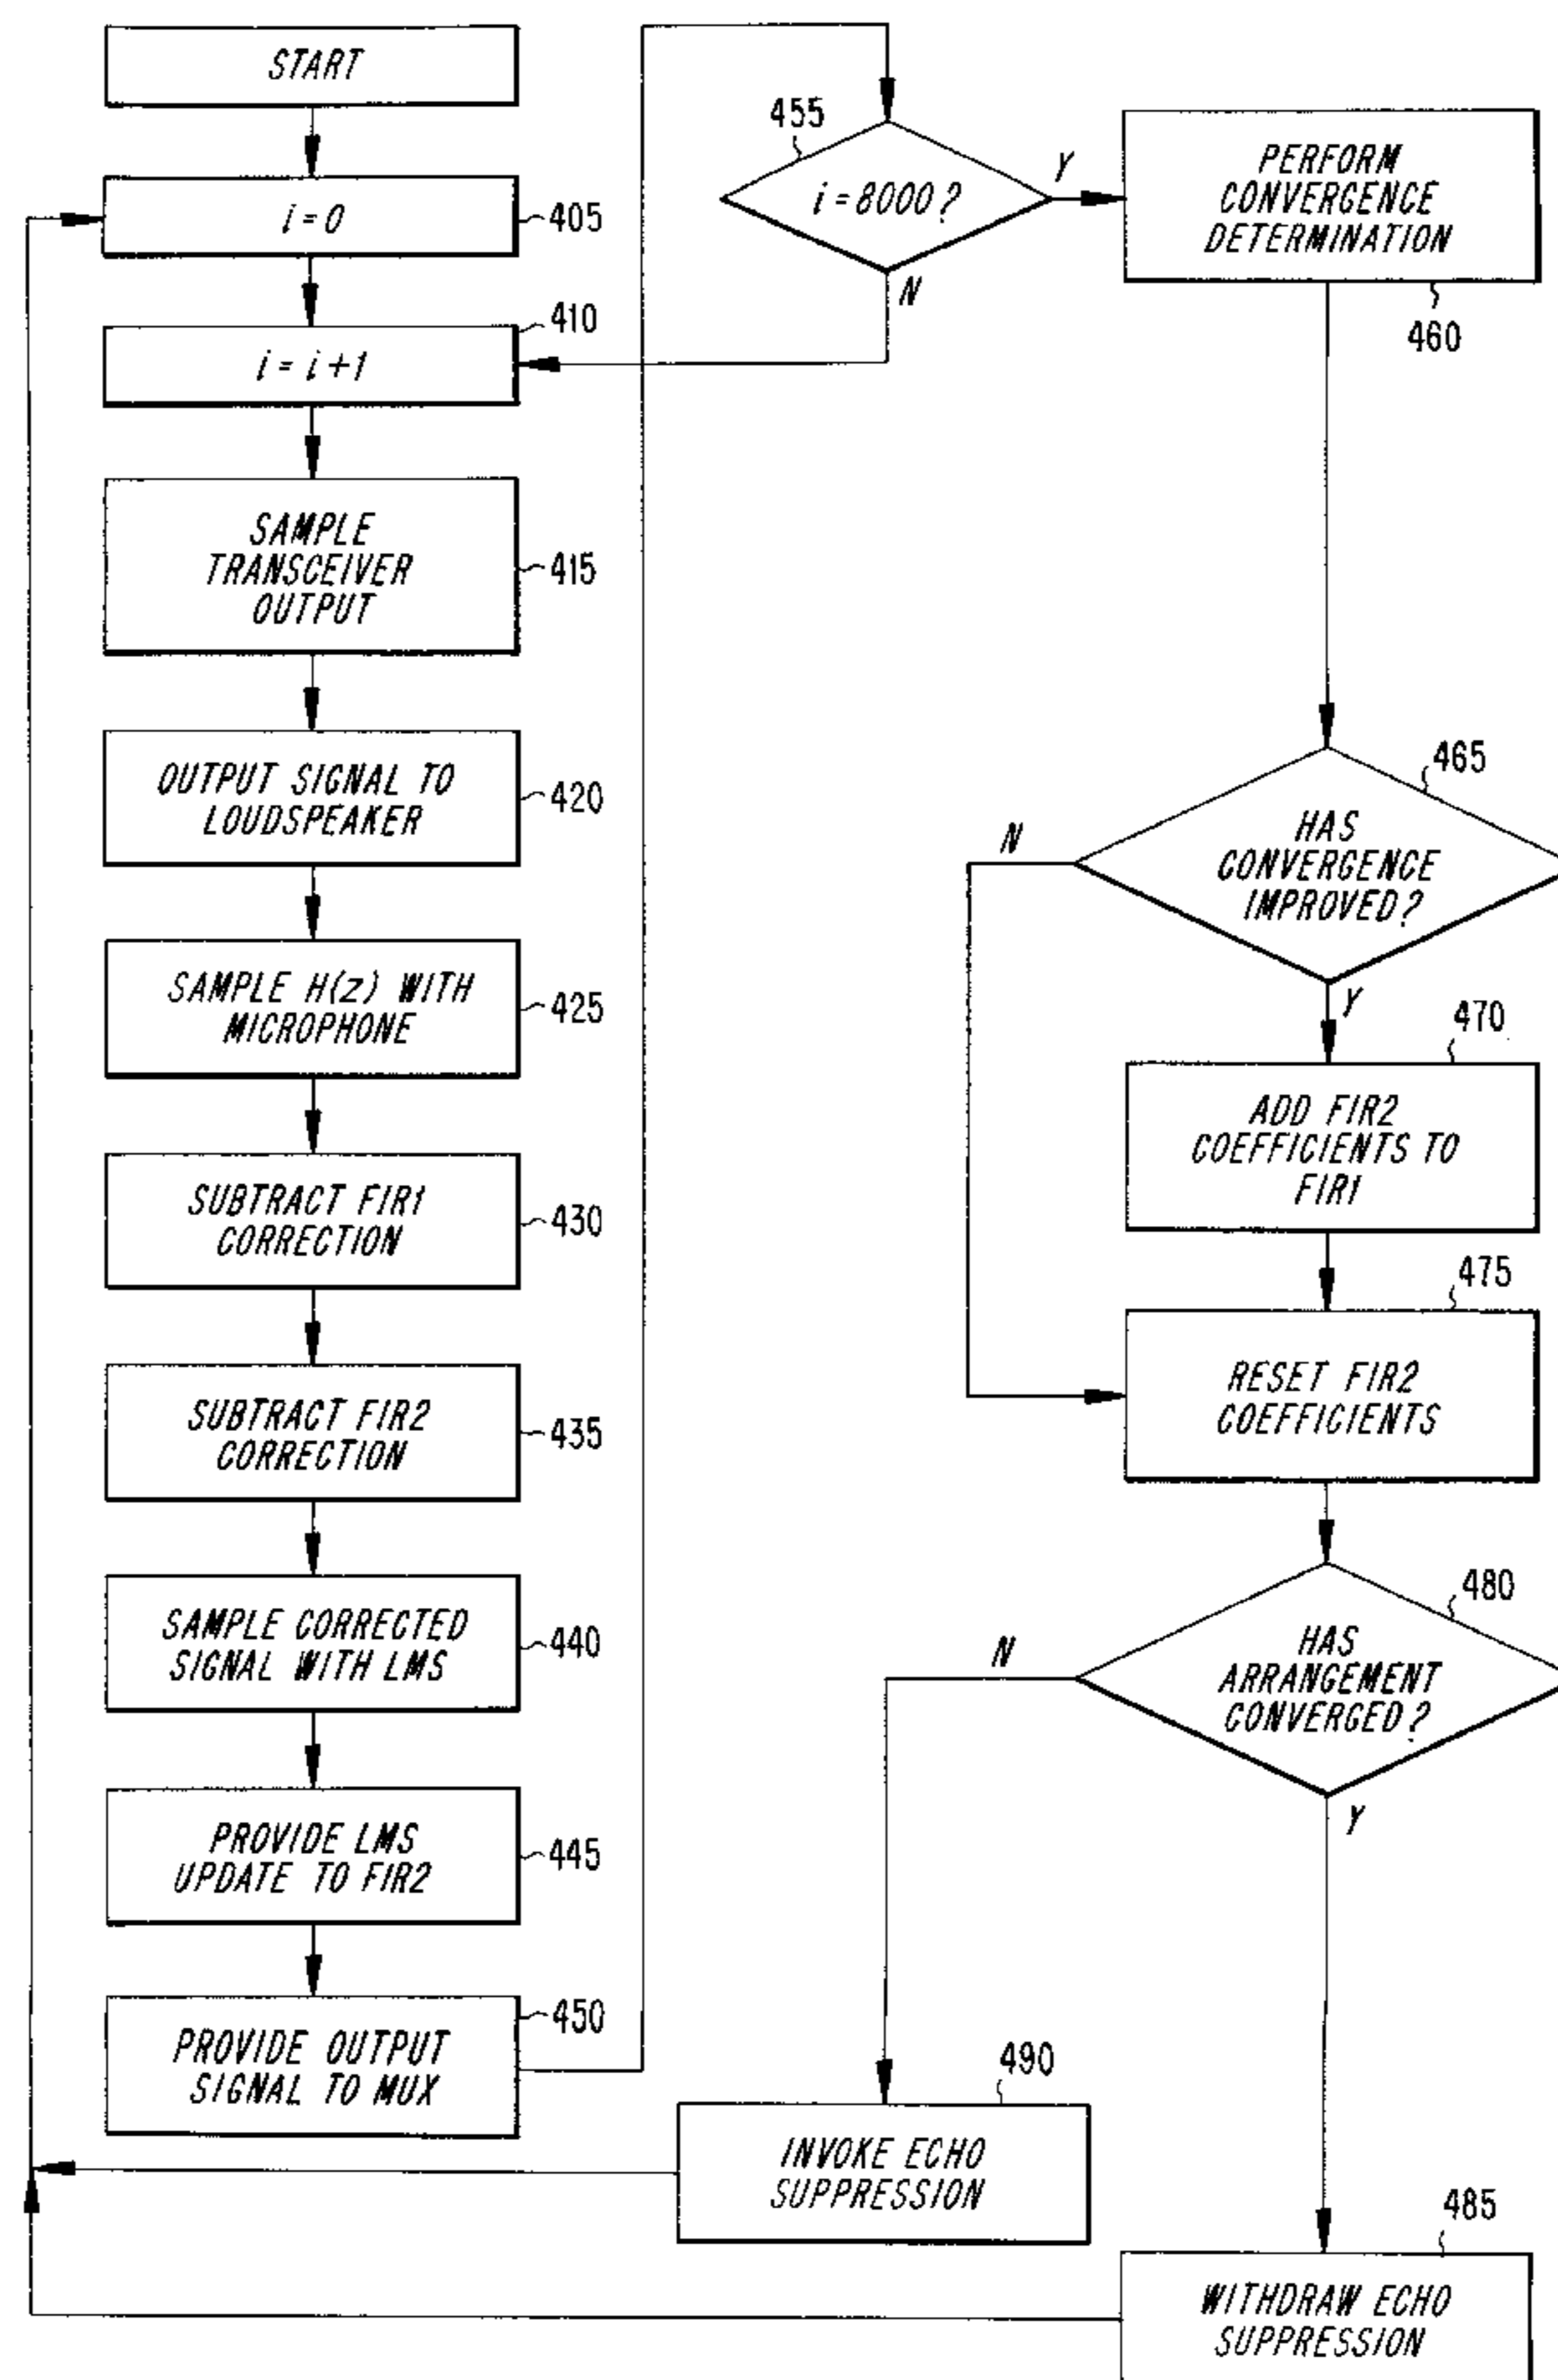 START
i=0
405
i=i+1
410
SAMPLE
TRANSCEIVER
OUTPUT
415
OUTPUT SIGNAL TO
LOUDSPEAKER
420
SAMPLE H(z) WITH
MICROPHONE
425
SUBTRACT FIR1
CORRECTION
430
SUBTRACT FIR2
CORRECTION
435
SAMPLE CORRECTED
SIGNAL WITH LMS
440
PROVIDE LMS
UPDATE TO FIR2
445
PROVIDE OUTPUT
SIGNAL TO MUX
450
455
i=8000?
Y
N
PERFORM
CONVERGENCE
DETERMINATION
460
465
HAS
CONVERGENCE
IMPROVED?
N
Y
470
ADD FIR2
COEFFICIENTS TO
FIR1
475
RESET FIR2
COEFFICIENTS
480
HAS
ARRANGEMENT
CONVERGED?
N
Y
490
INVOKE ECHO
SUPPRESSION
485
WITHDRAW ECHO
SUPPRESSION